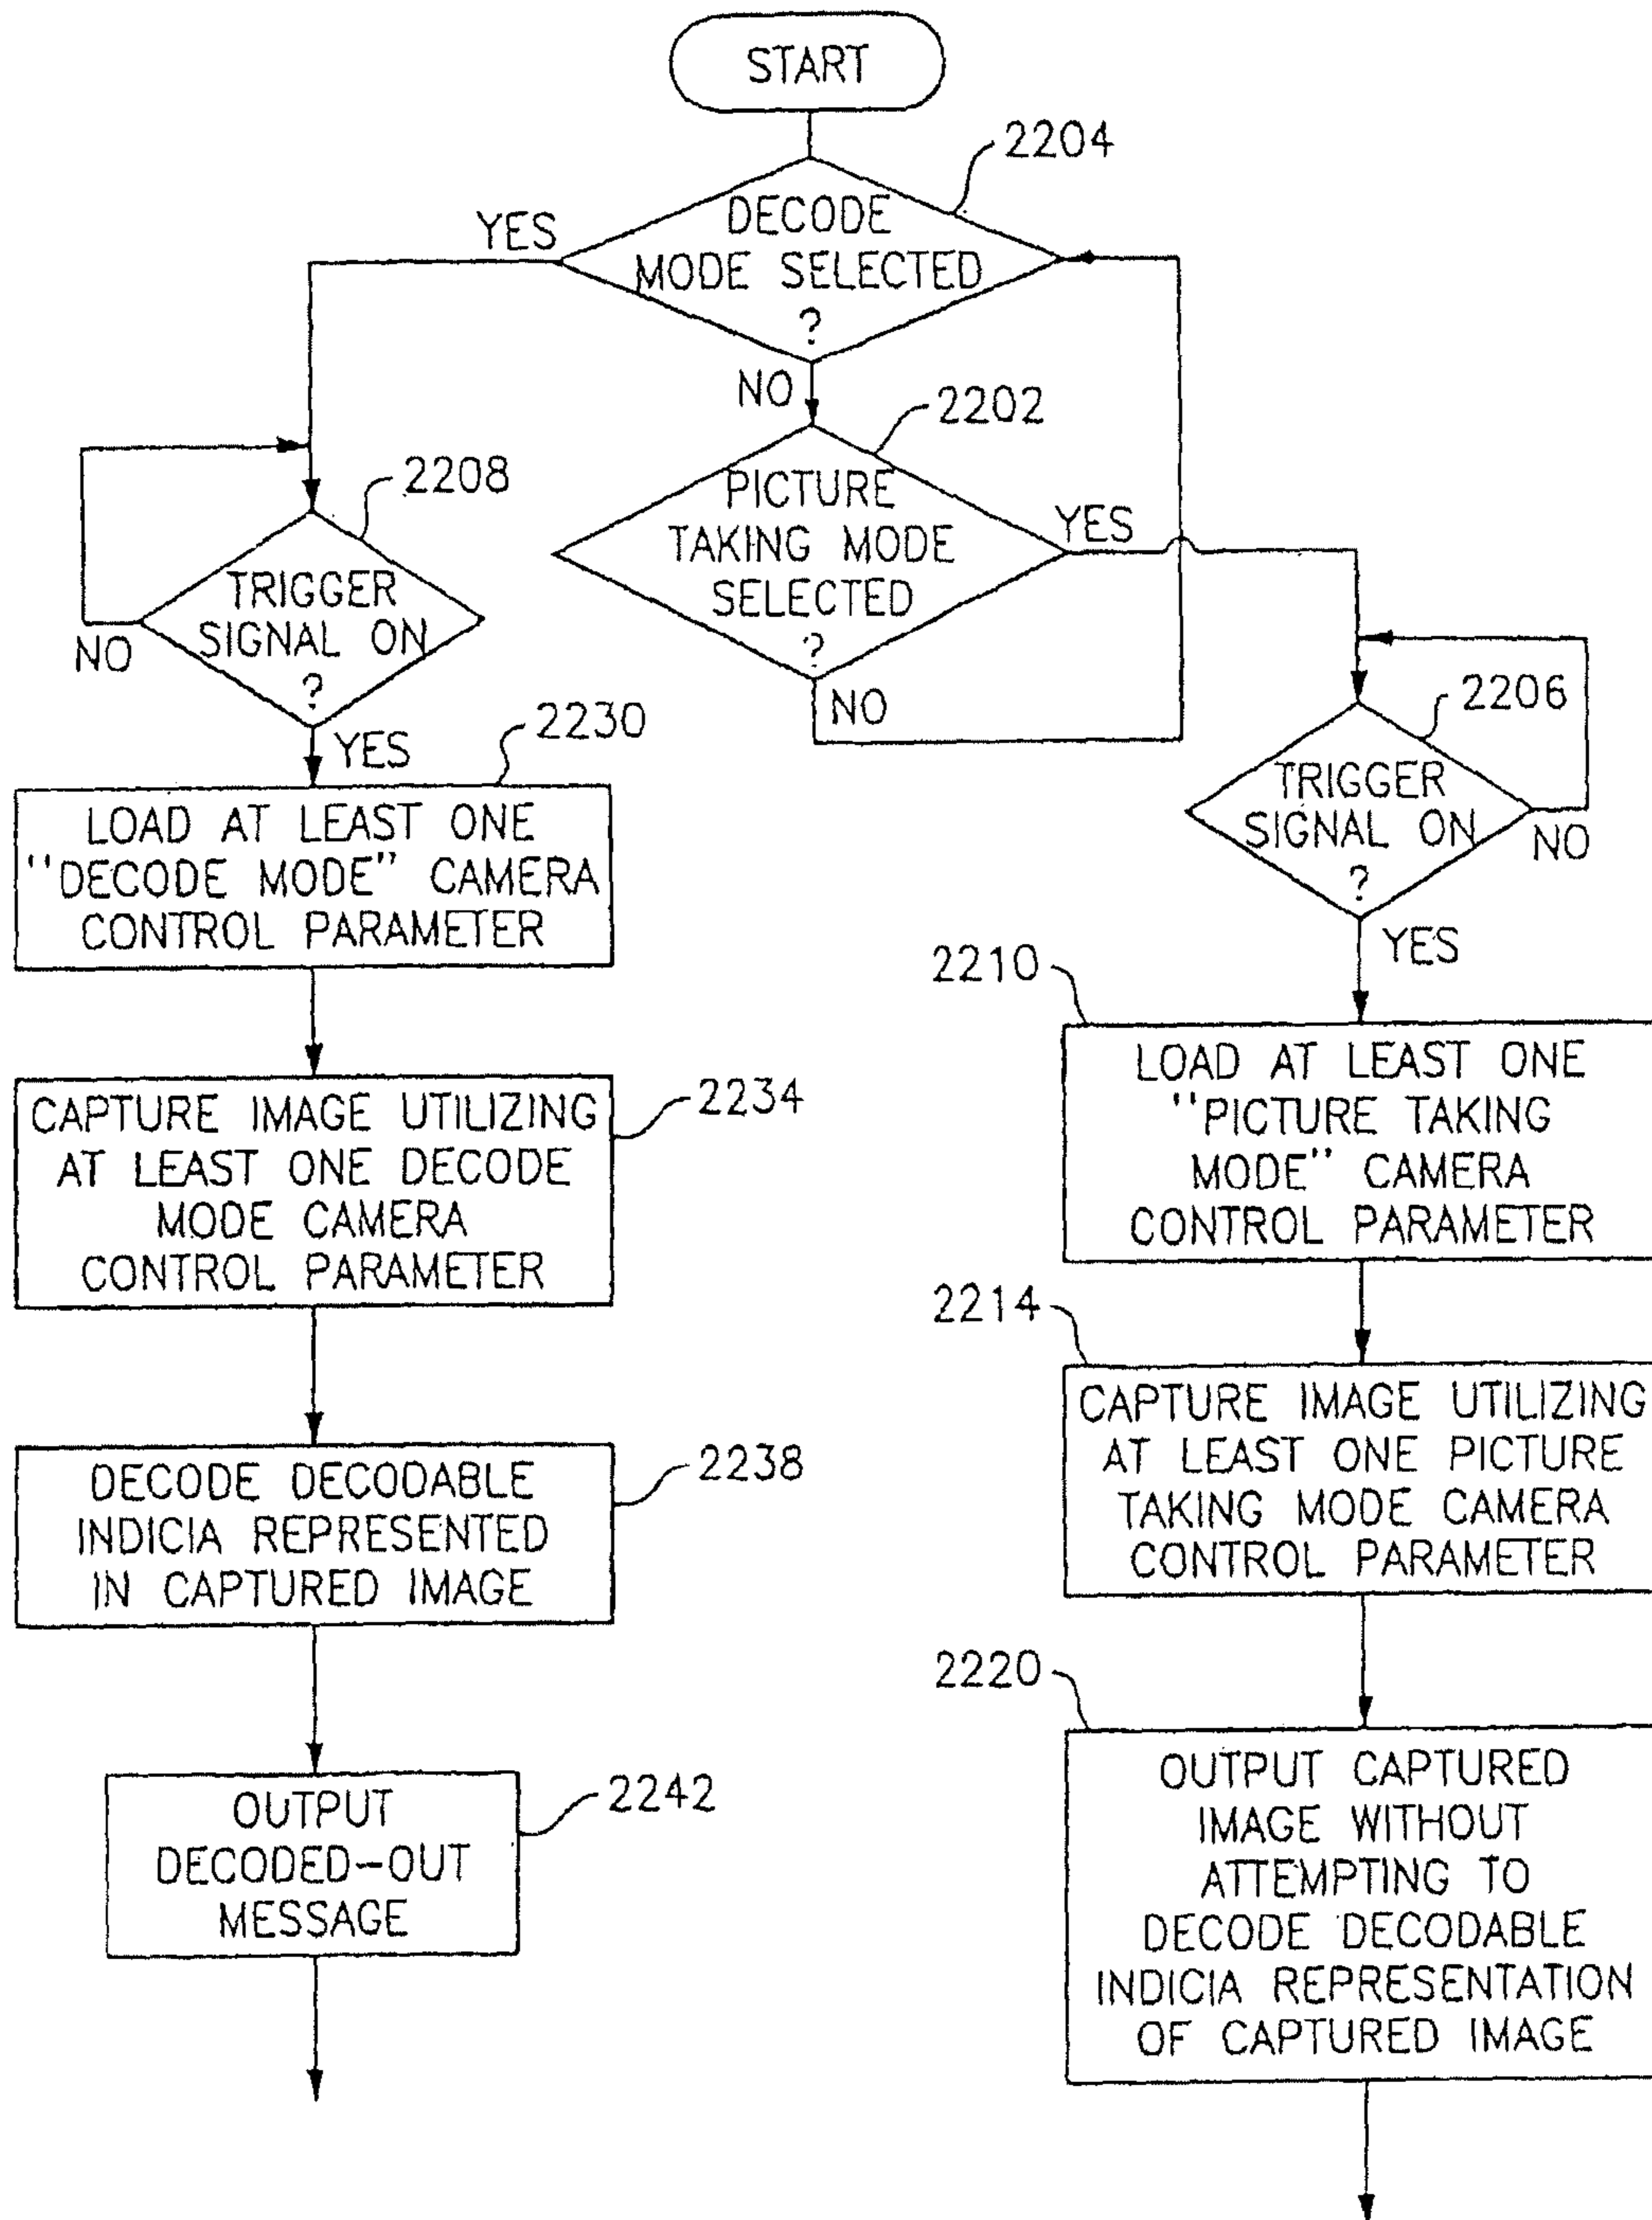 START
2204
DECODE
MODE SELECTED
?
YES
NO
2202
PICTURE
TAKING MODE
SELECTED
?
YES
NO
2208
TRIGGER
SIGNAL ON
?
NO
YES
2206
TRIGGER
SIGNAL ON
?
NO
YES
2230
LOAD AT LEAST ONE
"DECODE MODE" CAMERA
CONTROL PARAMETER
2234
CAPTURE IMAGE UTILIZING
AT LEAST ONE DECODE
MODE CAMERA
CONTROL PARAMETER
2238
DECODE DECODABLE
INDICIA REPRESENTED
IN CAPTURED IMAGE
2242
OUTPUT
DECODED-OUT
MESSAGE
2210
LOAD AT LEAST ONE
"PICTURE TAKING
MODE" CAMERA
CONTROL PARAMETER
2214
CAPTURE IMAGE UTILIZING
AT LEAST ONE PICTURE
TAKING MODE CAMERA
CONTROL PARAMETER
2220
OUTPUT CAPTURED
IMAGE WITHOUT
ATTEMPTING TO
DECODE DECODABLE
INDICIA REPRESENTATION
OF CAPTURED IMAGE